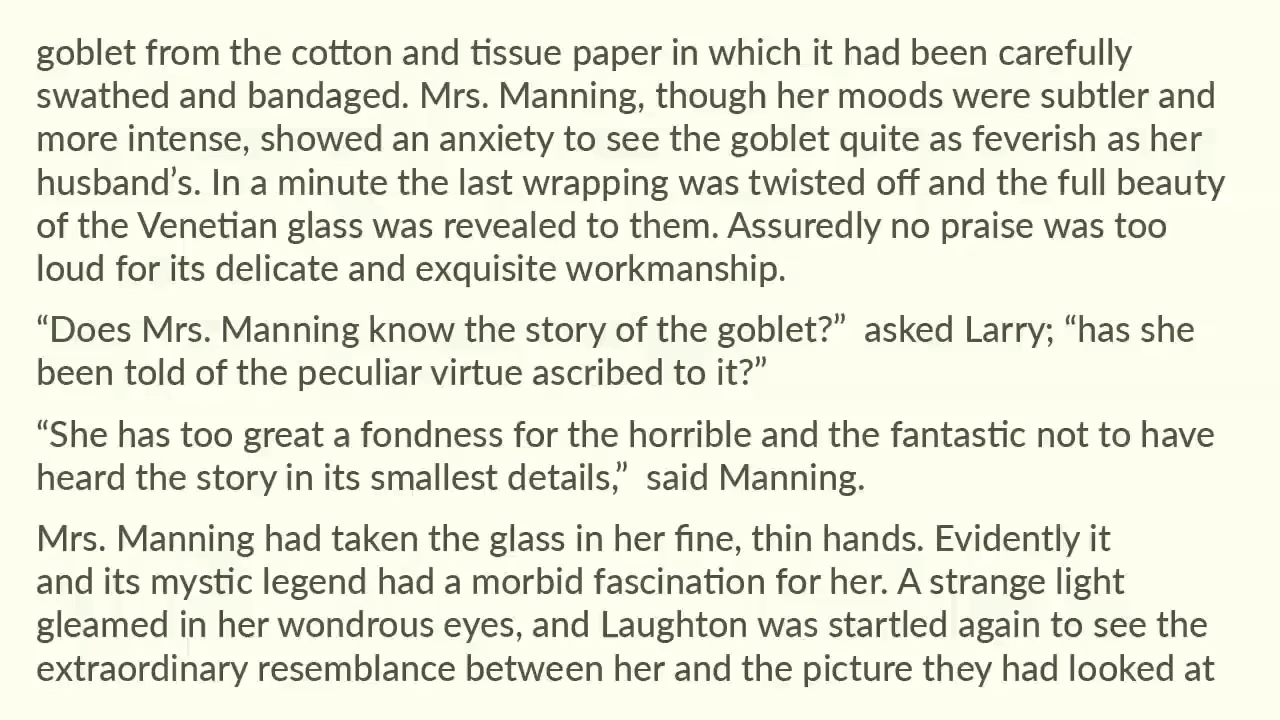 goblet from the cotton and tissue paper in which it had been carefully
swathed and bandaged. Mrs. Manning, though her moods were subtler and
more intense, showed an anxiety to see the goblet quite as feverish as her
husband’s. In a minute the last wrapping was twisted off and the full beauty
of the Venetian glass was revealed to them. Assuredly no praise was too
loud for its delicate and exquisite workmanship.
“Does Mrs. Manning know the story of the goblet?”  asked Larry; “has she
been told of the peculiar virtue ascribed to it?”
“She has too great a fondness for the horrible and the fantastic not to have
heard the story in its smallest details,”  said Manning.
Mrs. Manning had taken the glass in her fine, thin hands. Evidently it
and its mystic legend had a morbid fascination for her. A strange light
gleamed in her wondrous eyes, and Laughton was startled again to see the
extraordinary resemblance between her and the picture they had looked at